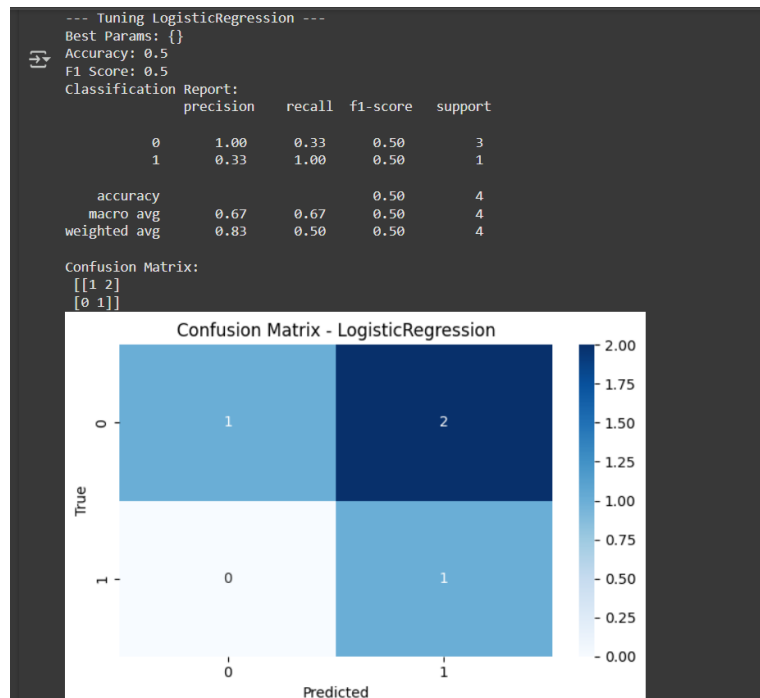 --- Tuning LogisticRegression ---
Best Params: {}
Accuracy: 0.5
F1 Score: 0.5
Classification Report:
              precision    recall  f1-score   support

           0       1.00      0.33      0.50         3
           1       0.33      1.00      0.50         1

    accuracy                           0.50         4
   macro avg       0.67      0.67      0.50         4
weighted avg       0.83      0.50      0.50         4

Confusion Matrix:
 [[1 2]
 [0 1]]
Confusion Matrix - LogisticRegression
2.00
1.75
1.50
1.25
1.00
0.75
0.50
0.25
0.00
True
0
1
1 2
0 1
0 1
Predicted